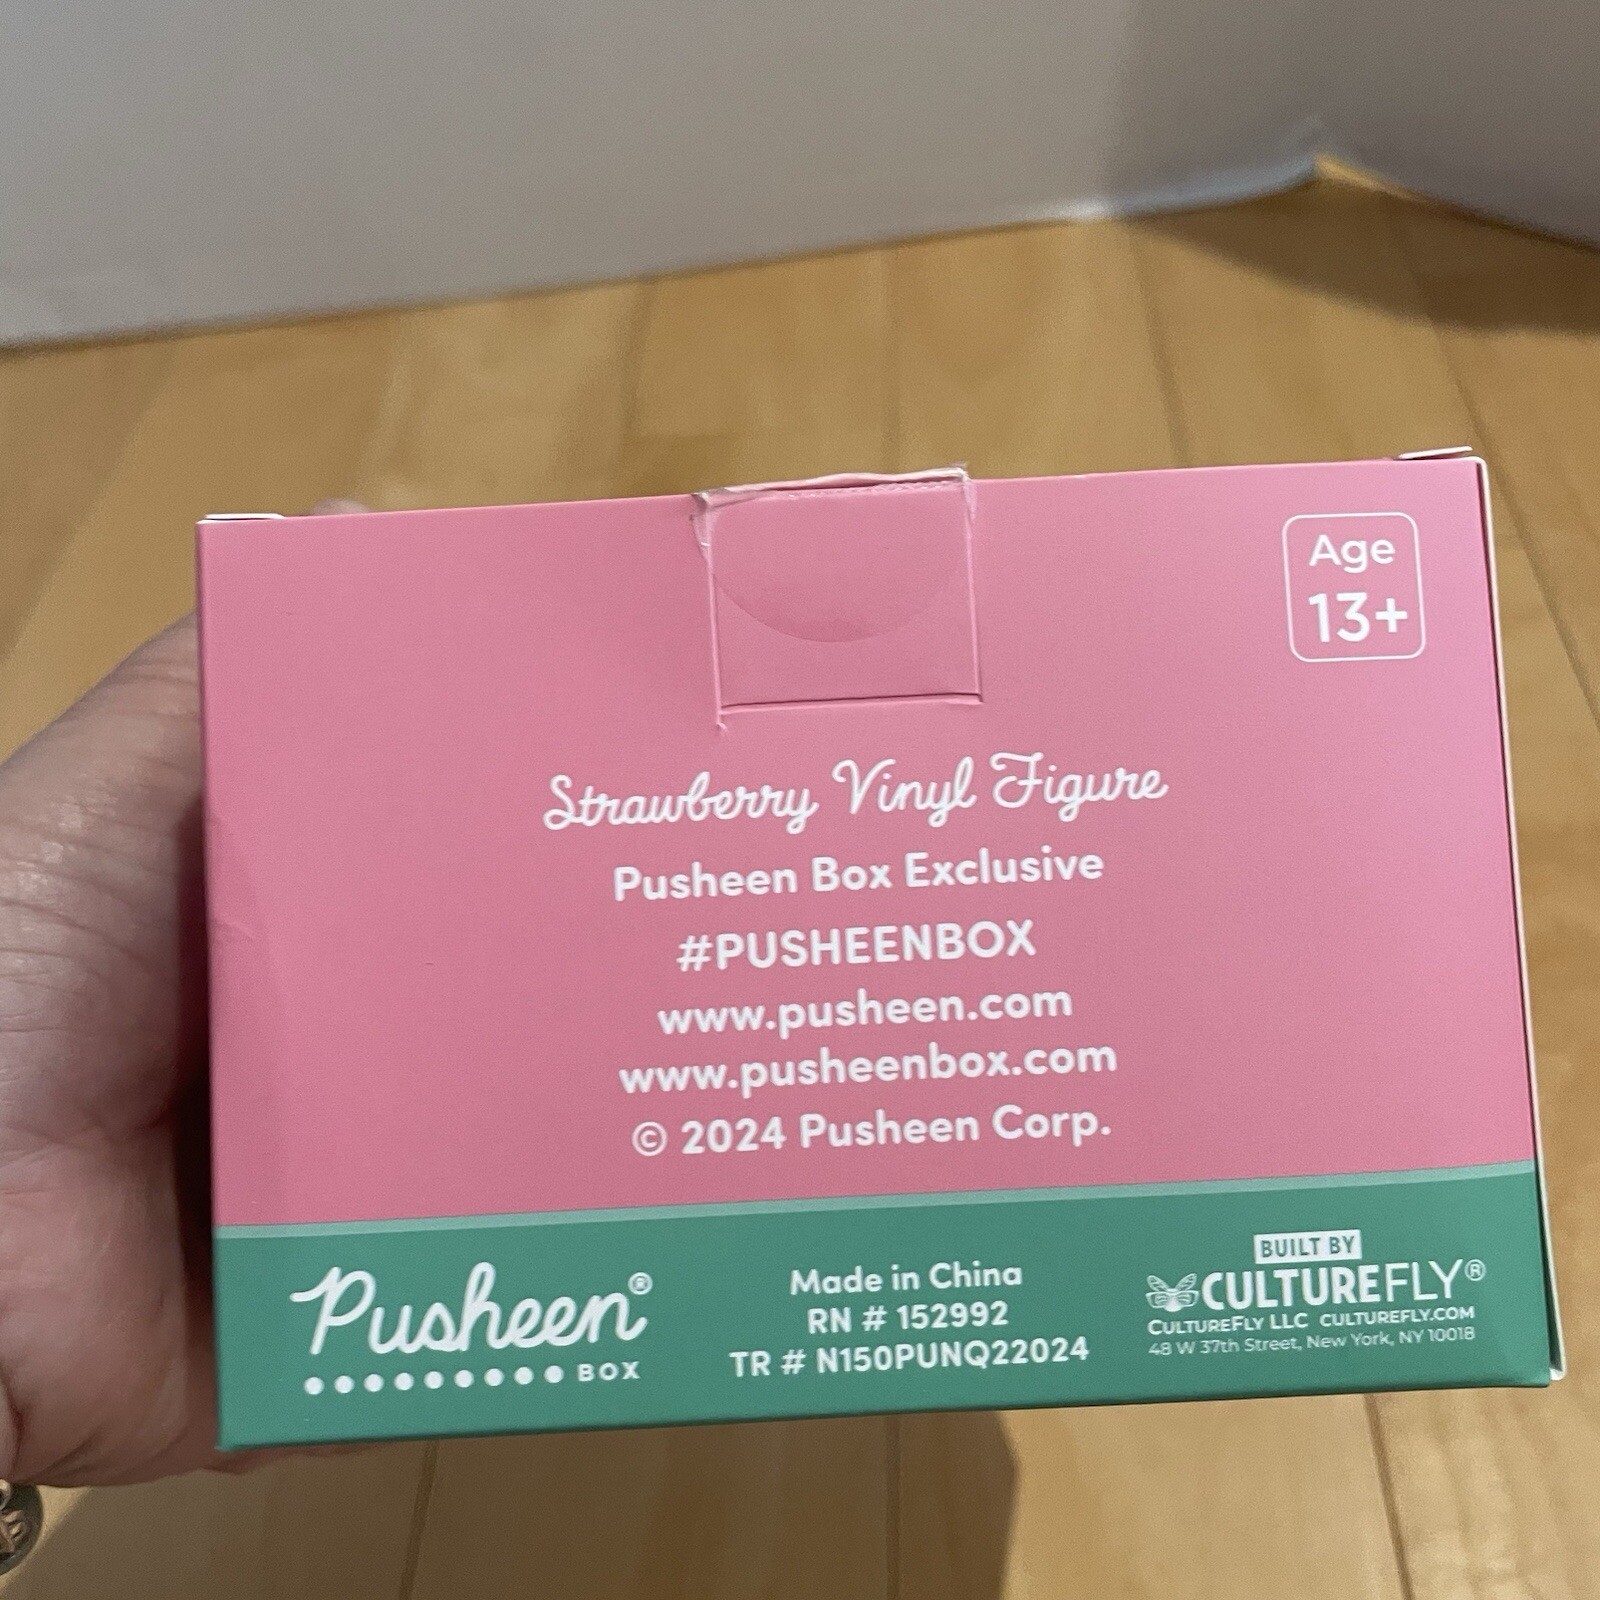 Age
13+
Strawberry Vinyl Figure
Pusheen Box Exclusive
#PUSHEENBOX
www.pusheen.com
www.pusheenbox.com
© 2024 Pusheen Corp.
Pusheen®
BOX
Made in China
RN # 152992
TR # N150PUNQ22024
BUILT BY
CULTUREFLY®
CULTUREFLY LLC CULTUREFLY.COM
48 W 37th Street, New York, NY 10018